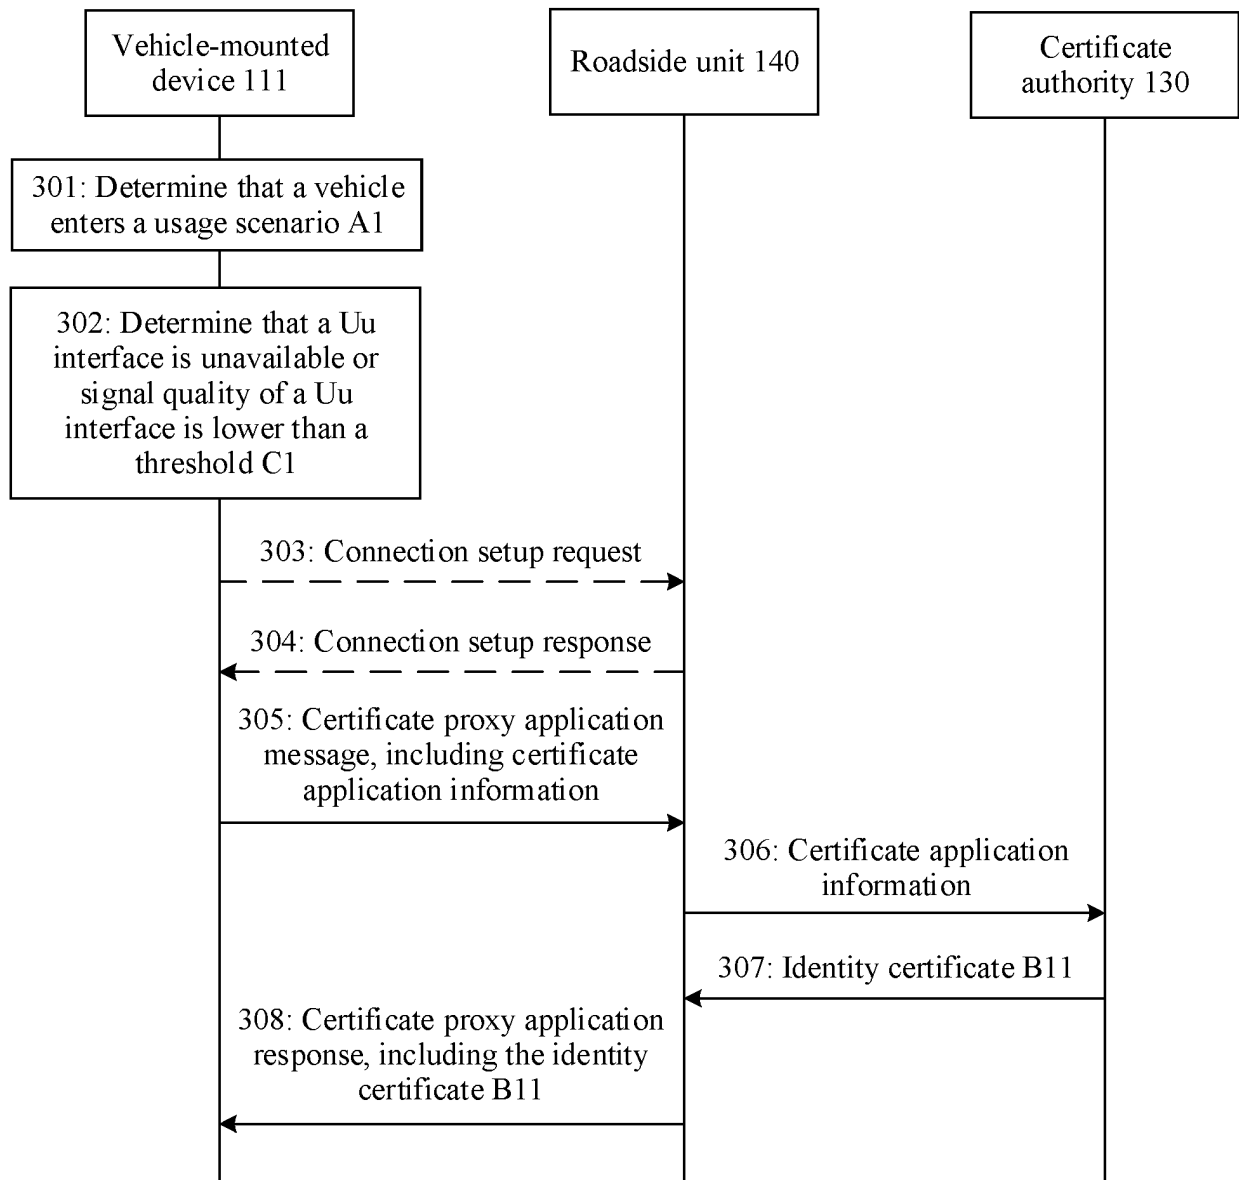 Vehicle-mounted
device 111
Roadside unit 140
Certificate
authority 130
301: Determine that a vehicle
enters a usage scenario A1
302: Determine that a Uu
interface is unavailable or
signal quality of a Uu
interface is lower than a
threshold C1
303: Connection setup request
304: Connection setup response
305: Certificate proxy application
message, including certificate
application information
306: Certificate application
information
307: Identity certificate B11
308: Certificate proxy application
response, including the identity
certificate B11